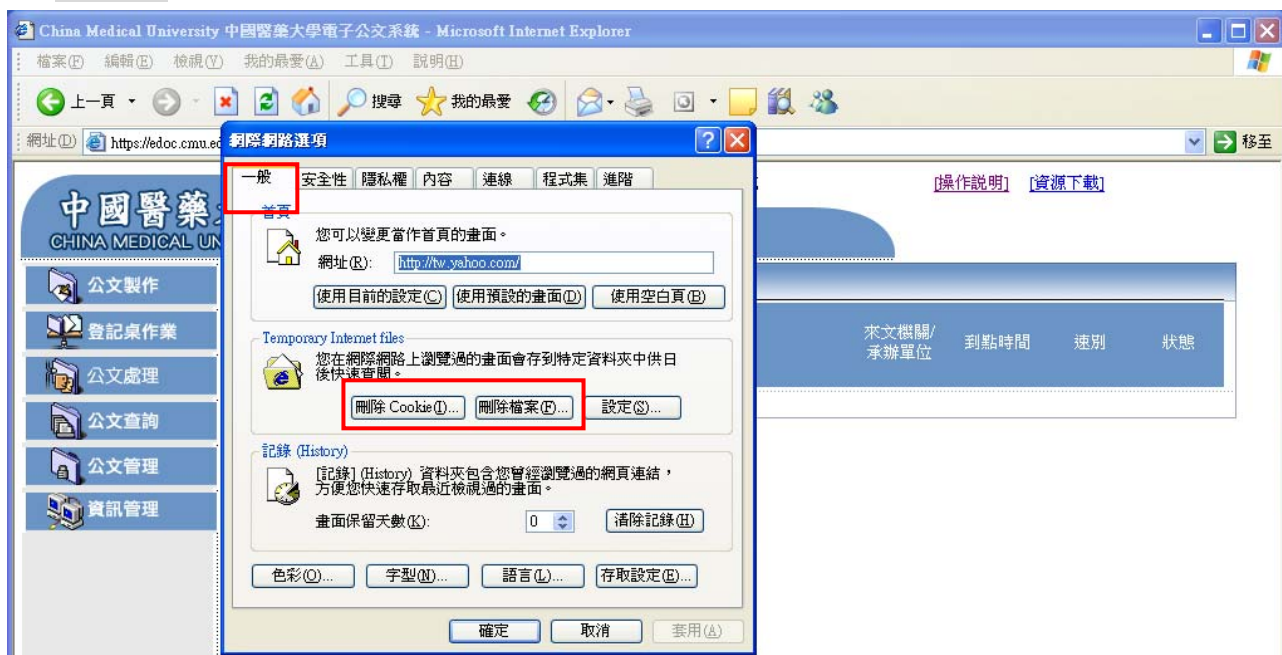 China Medical University 中國醫藥大學電子公文系統 - Microsoft Internet Explorer
檔案(F) 編輯(E) 檢視(V) 我的最愛(A) 工具(T) 說明(H)
上一頁 搜尋 我的最愛
網址(D) https://edoc.cmu.ed 移至
網際網路選項
一般 安全性 隱私權 內容 連線 程式集 進階
[操作說明] [資源下載]
中國醫藥
CHINA MEDICAL UN
首頁
您可以變更當作首頁的畫面。
網址(R): http://tw.yahoo.com/
使用目前的設定(C) 使用預設的畫面(D) 使用空白頁(B)
公文製作
登記桌作業
公文處理
公文查詢
公文管理
資訊管理
來文機關/
承辦單位 到點時間 速別 狀態
Temporary Internet files
您在網際網路上瀏覽過的畫面會存到特定資料夾中供日
後快速查閱。
刪除 Cookie(I)... 刪除檔案(F)... 設定(S)...
記錄 (History)
[記錄] (History) 資料夾包含您曾經瀏覽過的網頁連結，
方便您快速存取最近檢視過的畫面。
畫面保留天數(K): 0 清除記錄(H)
色彩(O)... 字型(N)... 語言(L)... 存取設定(E)...
確定 取消 套用(A)